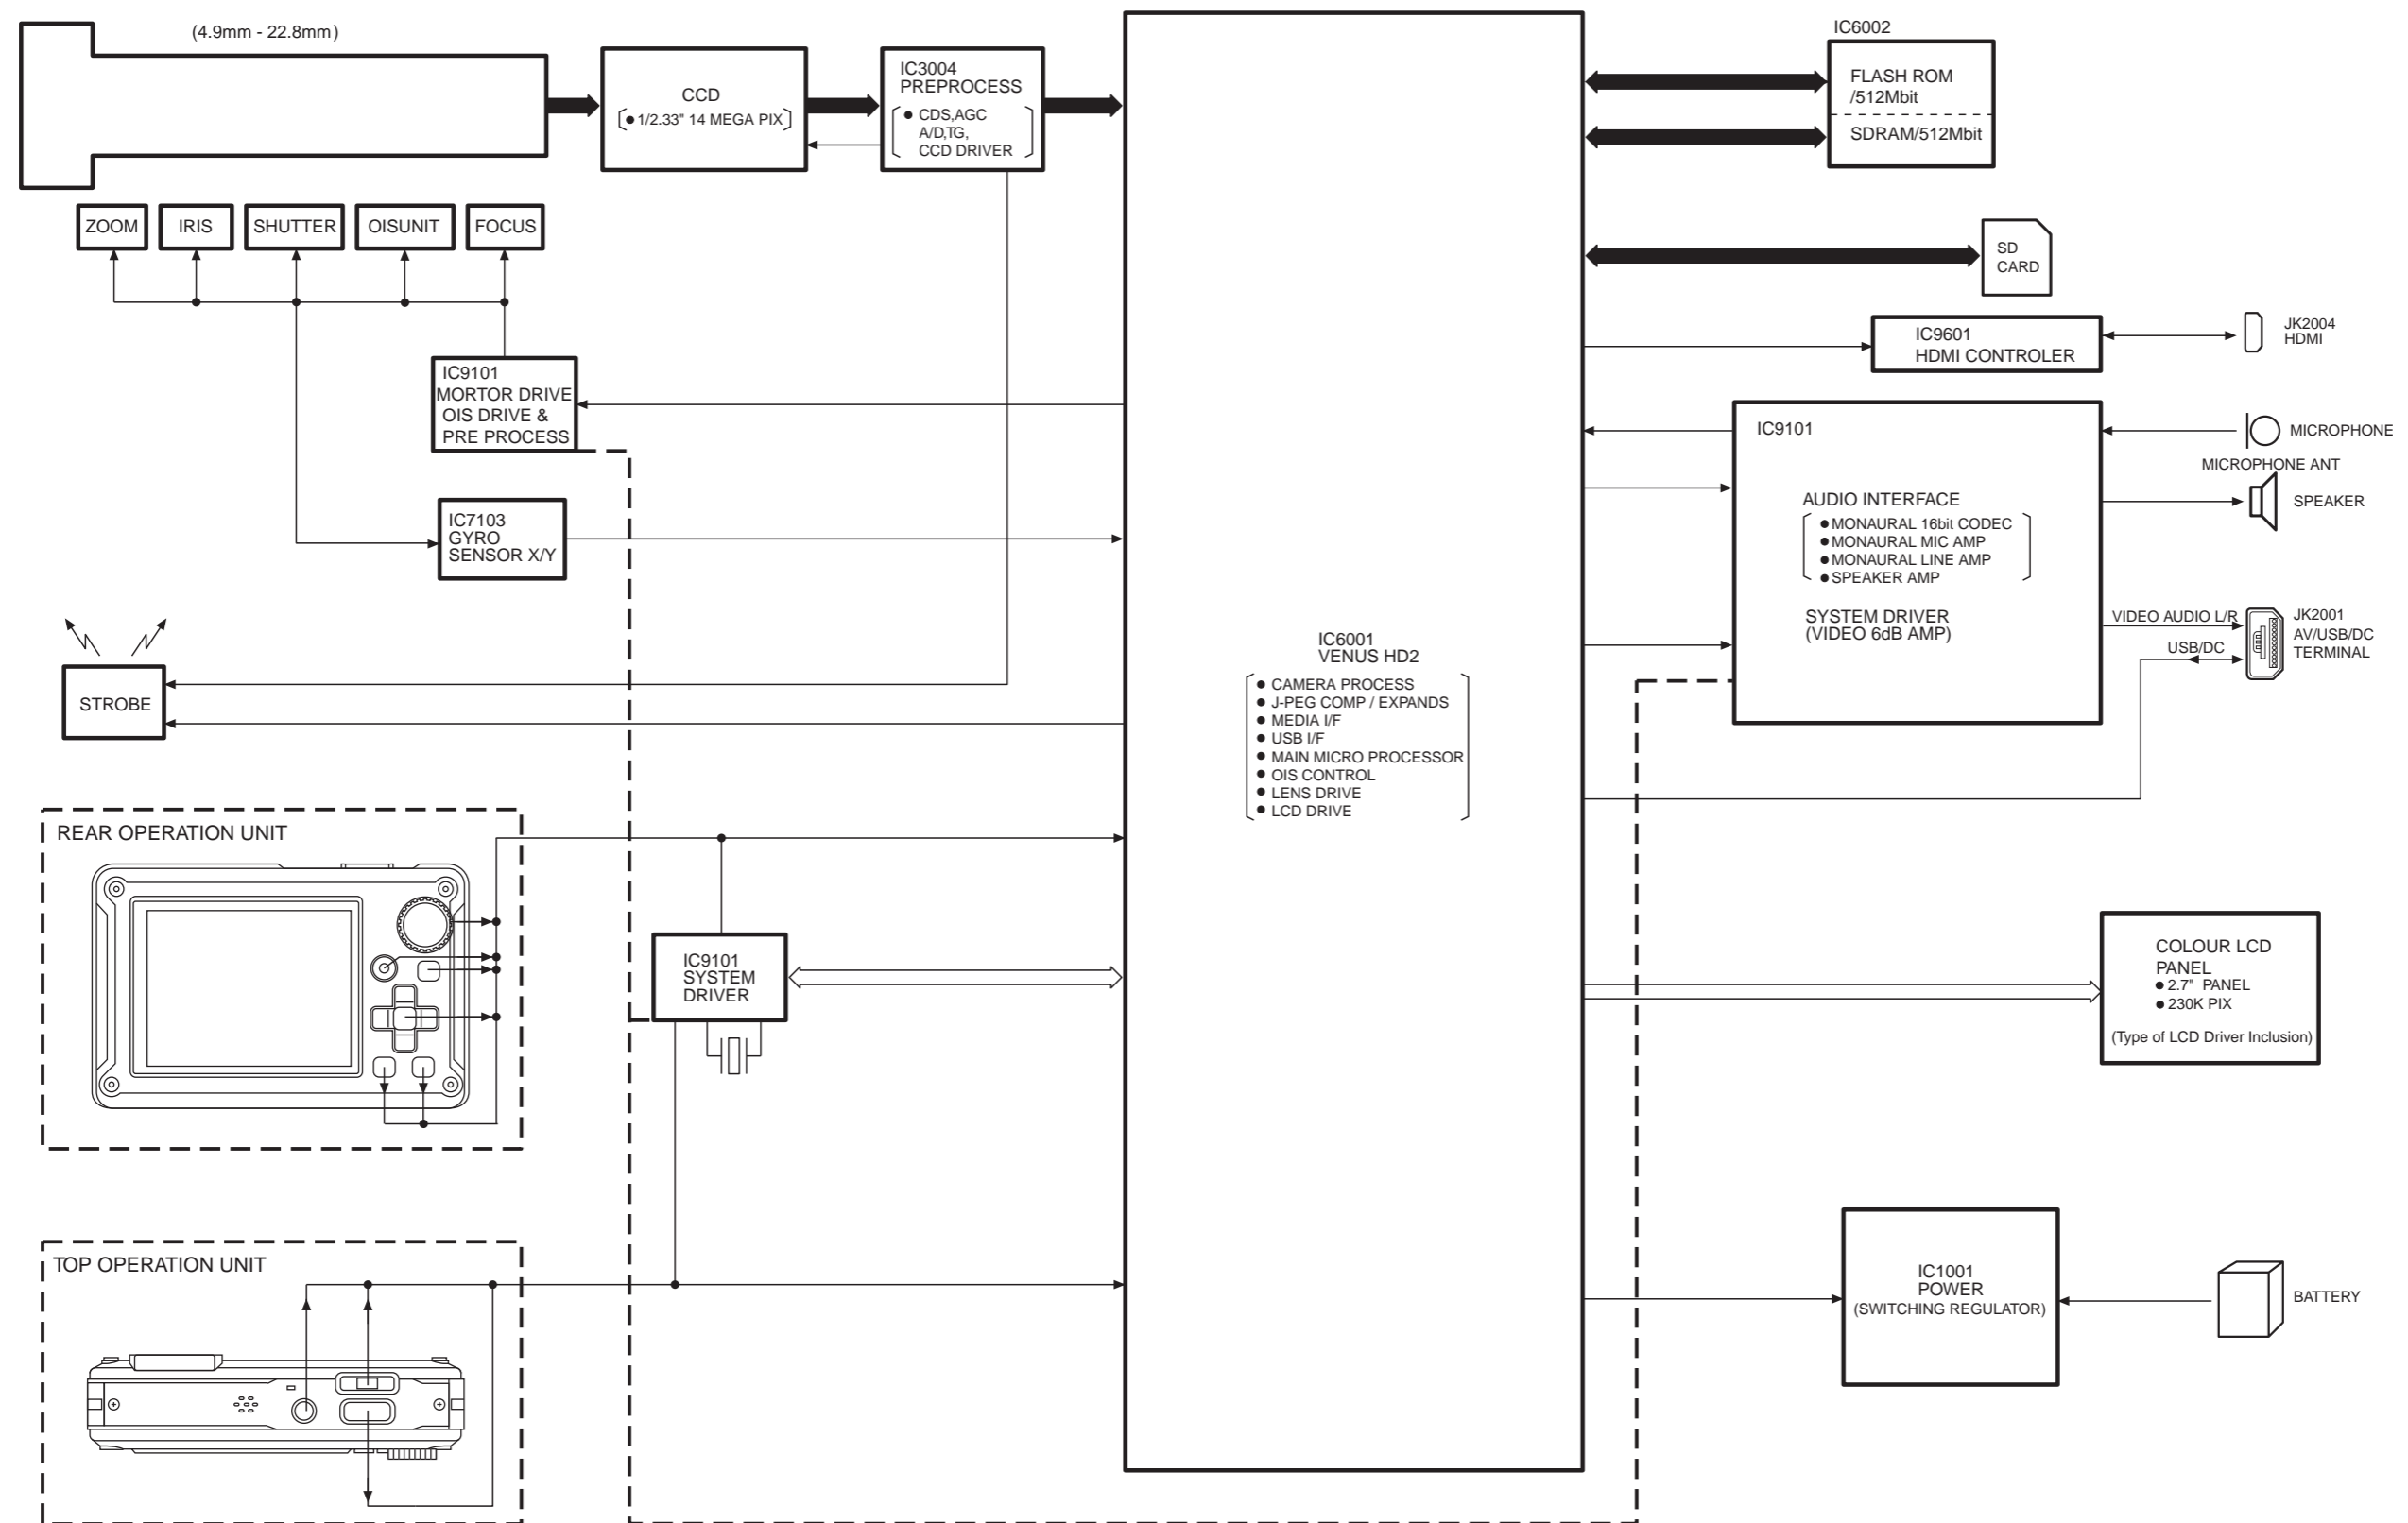 (4.9mm - 22.8mm)
CCD
● 1/2.33" 14 MEGA PIX
IC3004
PREPROCESS
● CDS,AGC
A/D,TG,
CCD DRIVER
IC6002
FLASH ROM
/512Mbit
SDRAM/512Mbit
ZOOM
IRIS
SHUTTER
OISUNIT
FOCUS
SD
CARD
IC9601
HDMI CONTROLER
JK2004
HDMI
IC9101
MORTOR DRIVE
OIS DRIVE &
PRE PROCESS
IC9101
MICROPHONE
MICROPHONE ANT
SPEAKER
AUDIO INTERFACE
● MONAURAL 16bit CODEC
● MONAURAL MIC AMP
● MONAURAL LINE AMP
● SPEAKER AMP
SYSTEM DRIVER
(VIDEO 6dB AMP)
IC7103
GYRO
SENSOR X/Y
VIDEO AUDIO L/R
USB/DC
JK2001
AV/USB/DC
TERMINAL
IC6001
VENUS HD2
● CAMERA PROCESS
● J-PEG COMP / EXPANDS
● MEDIA I/F
● USB I/F
● MAIN MICRO PROCESSOR
● OIS CONTROL
● LENS DRIVE
● LCD DRIVE
STROBE
REAR OPERATION UNIT
IC9101
SYSTEM
DRIVER
COLOUR LCD
PANEL
● 2.7" PANEL
● 230K PIX
(Type of LCD Driver Inclusion)
TOP OPERATION UNIT
IC1001
POWER
(SWITCHING REGULATOR)
BATTERY